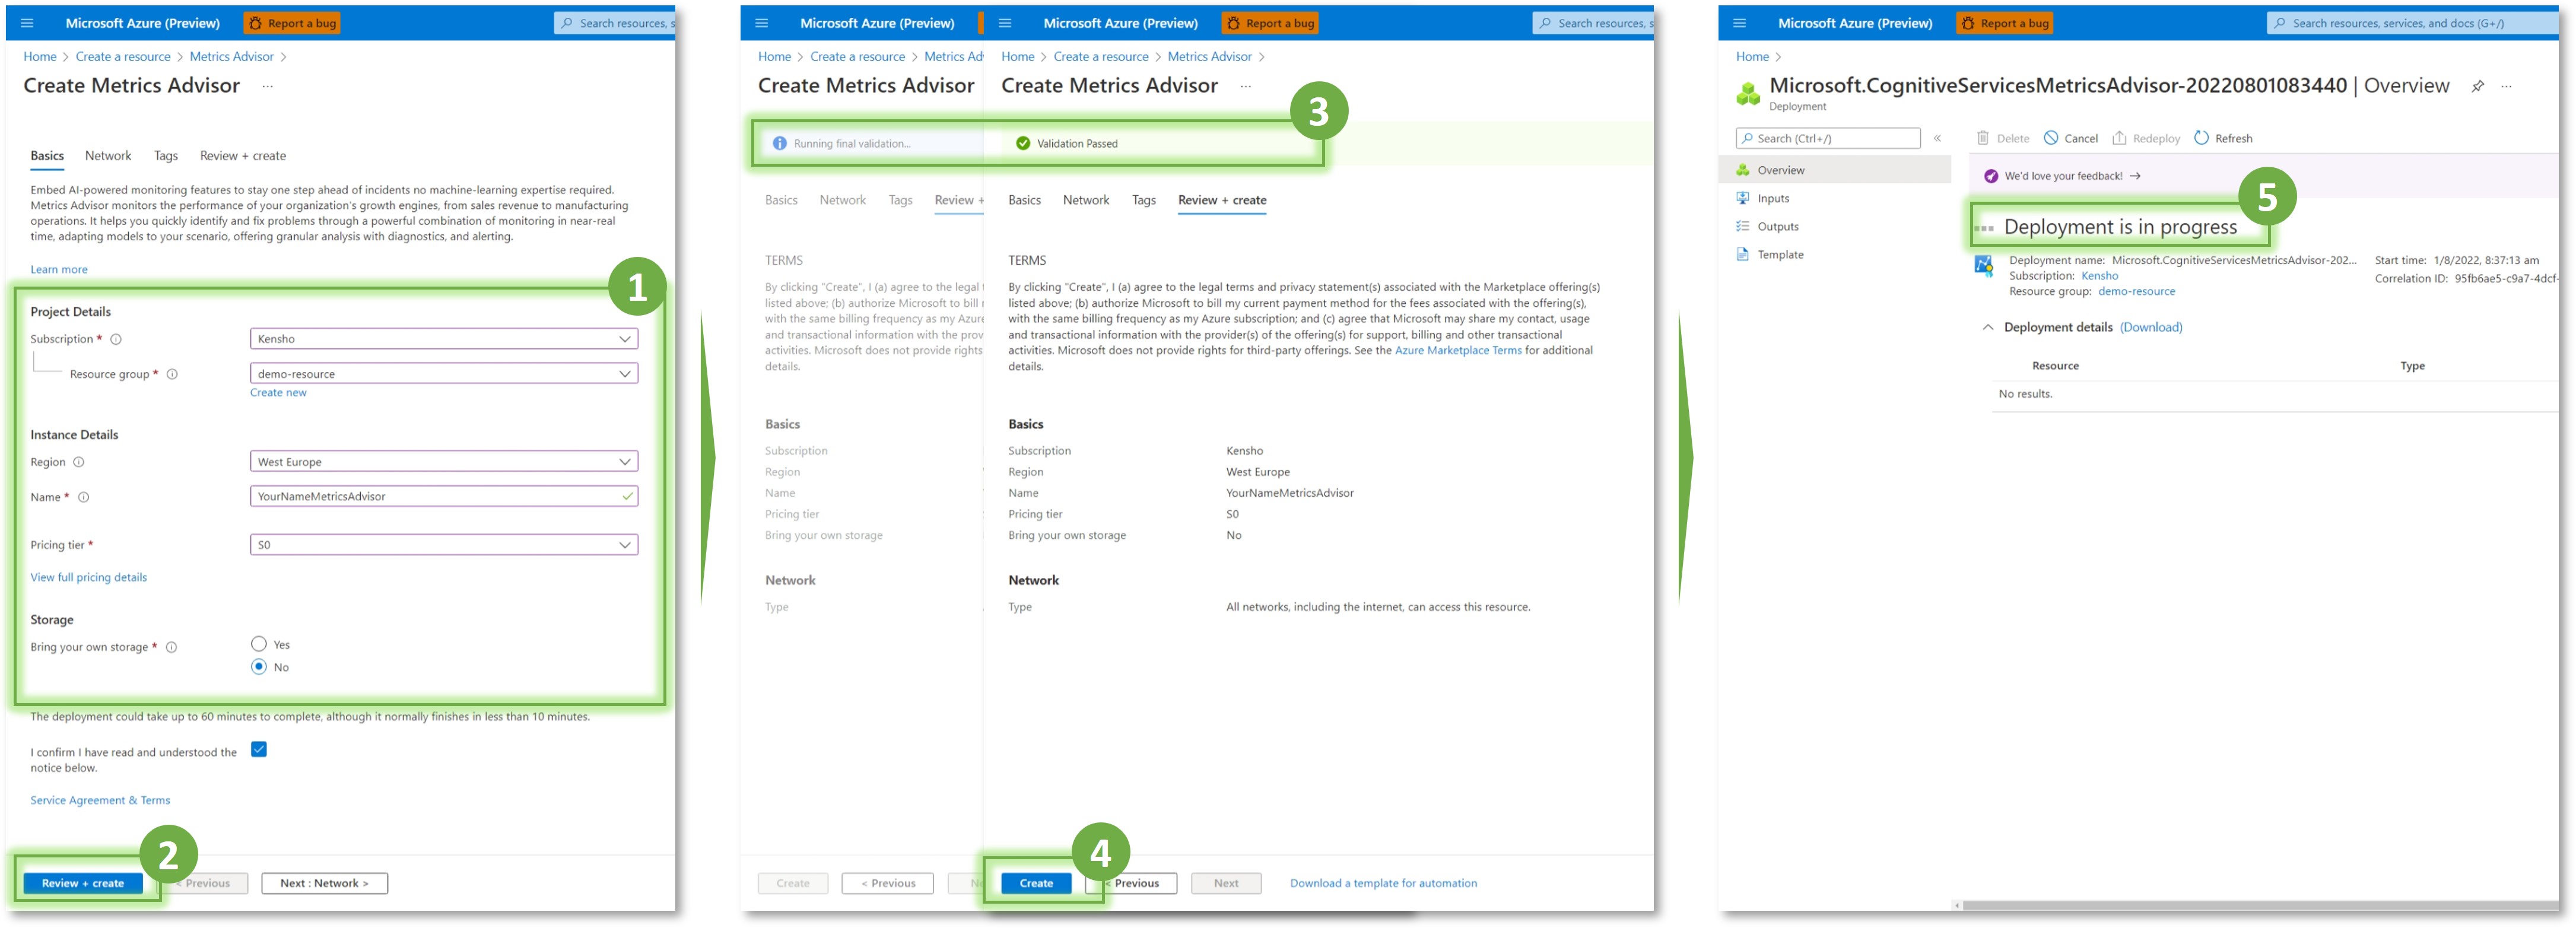 Microsoft Azure (Preview)
Report a bug
Search resources, s
Home > Create a resource > Metrics Advisor >
Create Metrics Advisor ...
Basics Network Tags Review + create
Embed AI-powered monitoring features to stay one step ahead of incidents no machine-learning expertise required.
Metrics Advisor monitors the performance of your organization's growth engines, from sales revenue to manufacturing
operations. It helps you quickly identify and fix problems through a powerful combination of monitoring in near-real
time, adapting models to your scenario, offering granular analysis with diagnostics, and alerting.
Learn more
1
Project Details
Subscription * Kensho
Resource group * demo-resource
Create new
Instance Details
Region West Europe
Name * YourNameMetricsAdvisor
Pricing tier * S0
View full pricing details
Storage
Bring your own storage * Yes
No
The deployment could take up to 60 minutes to complete, although it normally finishes in less than 10 minutes.
I confirm I have read and understood the
notice below.
Service Agreement & Terms
2
Review + create < Previous Next : Network >
Microsoft Azure (Preview)
Home > Create a resource > Metrics Ad
Create Metrics Advisor
Running final validation...
Basics Network Tags Review +
TERMS
By clicking "Create", I (a) agree to the legal t
listed above; (b) authorize Microsoft to bill
with the same billing frequency as my Azure
and transactional information with the prov
activities. Microsoft does not provide rights
details.
Basics
Subscription
Region
Name
Pricing tier
Bring your own storage
Network
Type
Create < Previous Ne
Microsoft Azure (Preview)
Report a bug
Search resources, s
Home > Create a resource > Metrics Advisor >
Create Metrics Advisor ...
3
Validation Passed
Basics Network Tags Review + create
TERMS
By clicking "Create", I (a) agree to the legal terms and privacy statement(s) associated with the Marketplace offering(s)
listed above; (b) authorize Microsoft to bill my current payment method for the fees associated with the offering(s),
with the same billing frequency as my Azure subscription; and (c) agree that Microsoft may share my contact, usage
and transactional information with the provider(s) of the offering(s) for support, billing and other transactional
activities. Microsoft does not provide rights for third-party offerings. See the Azure Marketplace Terms for additional
details.
Basics
Subscription Kensho
Region West Europe
Name YourNameMetricsAdvisor
Pricing tier S0
Bring your own storage No
Network
Type All networks, including the internet, can access this resource.
4
Create < Previous Next Download a template for automation
Microsoft Azure (Preview)
Report a bug
Search resources, services, and docs (G+/)
Home >
Microsoft.CognitiveServicesMetricsAdvisor-20220801083440 | Overview ...
Deployment
Search (Ctrl+/) «
Overview
Inputs
Outputs
Template
Delete Cancel Redeploy Refresh
We'd love your feedback! →
5
Deployment is in progress
Deployment name: Microsoft.CognitiveServicesMetricsAdvisor-202...
Subscription: Kensho
Resource group: demo-resource
Start time: 1/8/2022, 8:37:13 am
Correlation ID: 95fb6ae5-c9a7-4dcf-
Deployment details (Download)
Resource Type
No results.